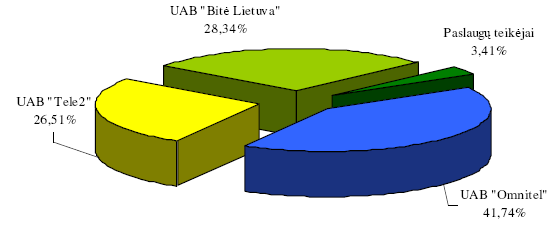 UAB "Bitė Lietuva"
28,34%
Paslaugų teikėjai
3,41%
UAB "Tele2"
26,51%
UAB "Omnitel"
41,74%